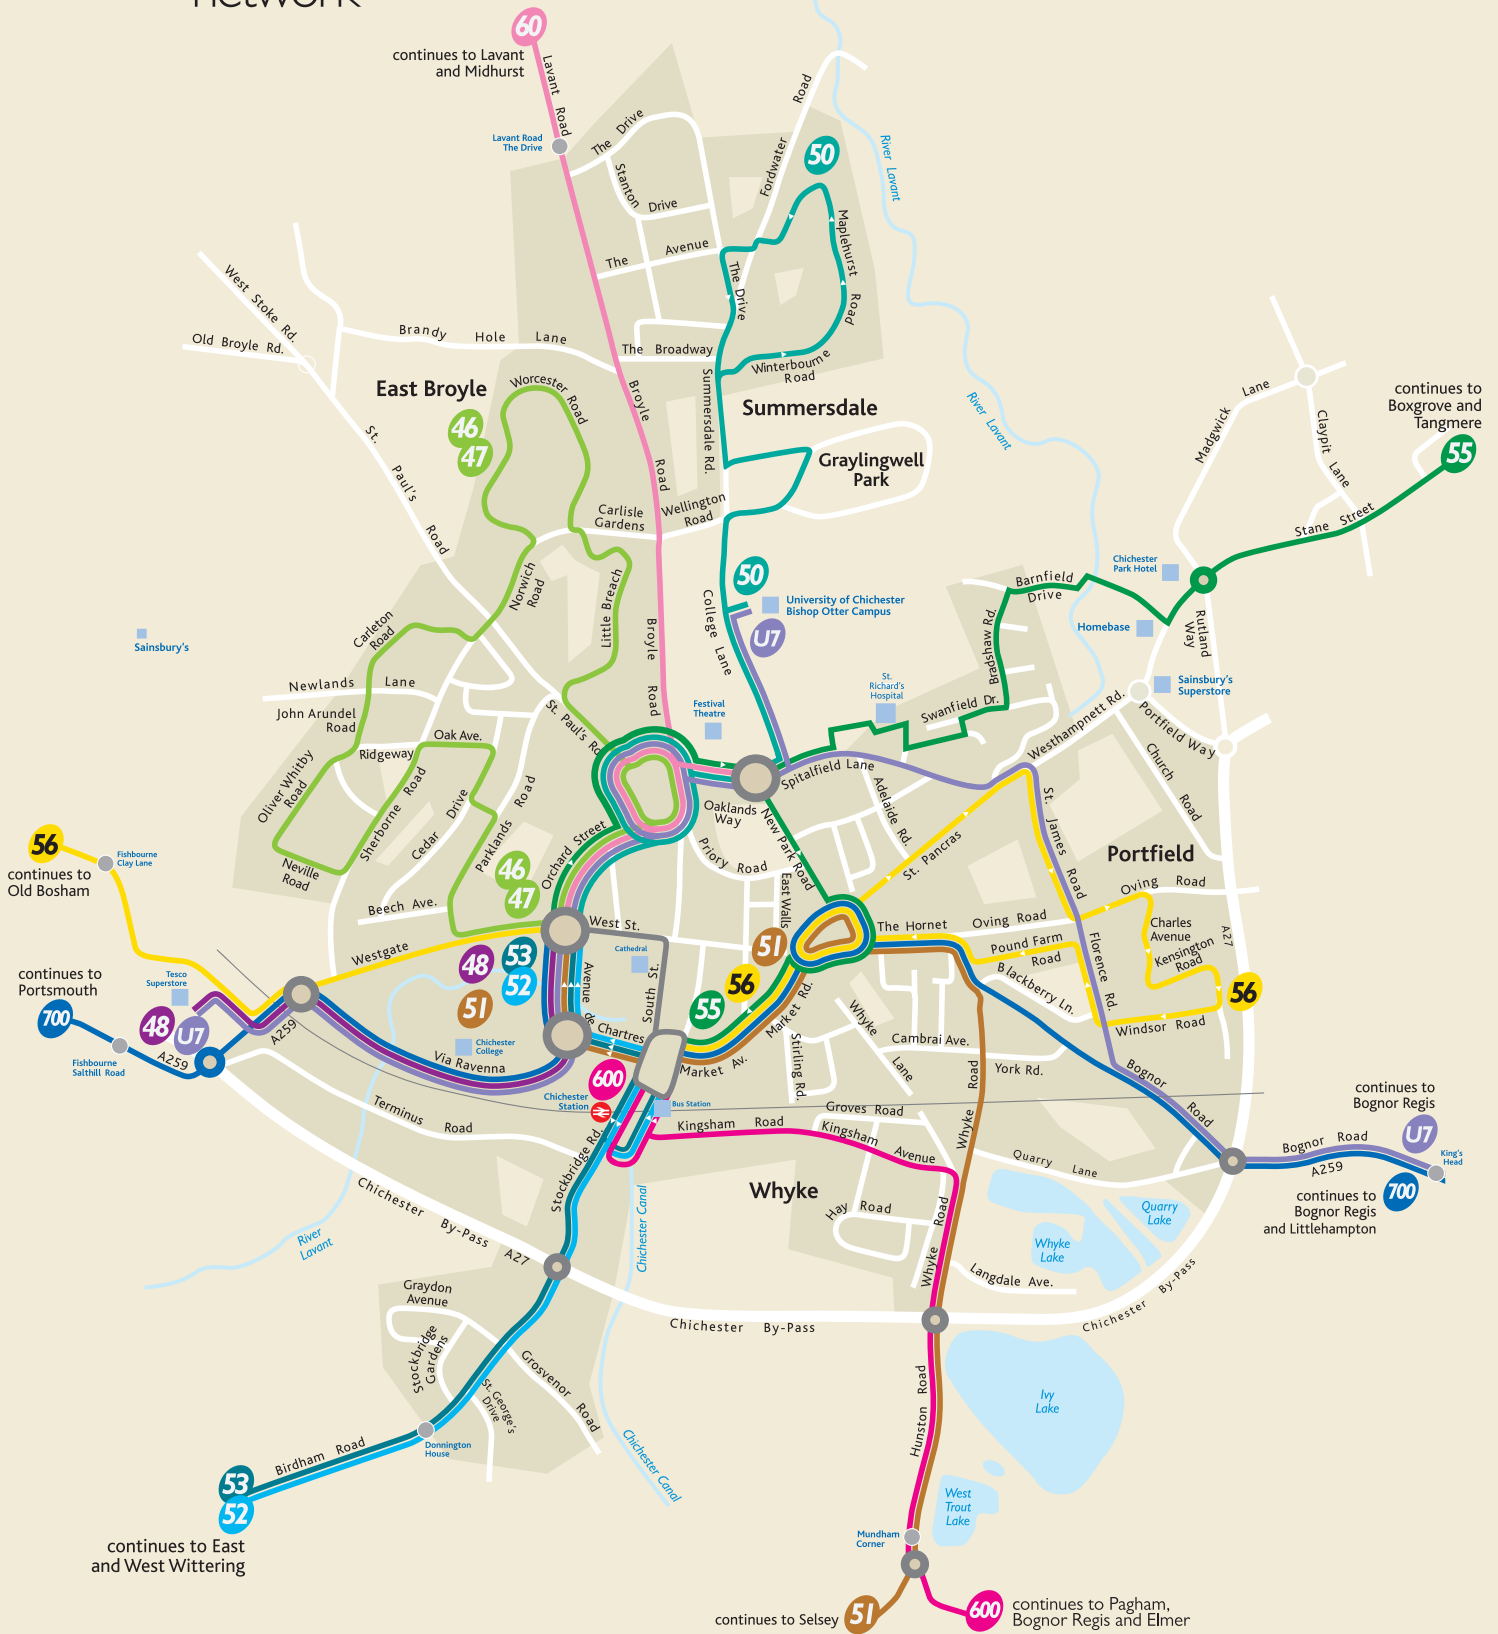 60
continues to Lavant
and Midhurst
Lavant Road
Lavant Road
The Drive
The Drive
Stanton
Drive
The Avenue
Fordwater Road
River Lavant
50
Maplehurst Road
The Drive
West Stoke Rd.
Old Broyle Rd.
Brandy Hole Lane
The Broadway
Winterbourne
Road
East Broyle
Worcester Road
46
47
Broyle Road
Summersdale Rd.
Summersdale
Graylingwell
Park
River Lavant
Madgwick Lane
Claypit Lane
continues to
Boxgrove and
Tangmere
55
Stane Street
St. Paul's Road
Carlisle
Gardens
Wellington
Road
Norwich
Road
Little Breach
Broyle Road
College Lane
50
University of Chichester
Bishop Otter Campus
U7
Chichester
Park Hotel
Barnfield
Drive
Homebase
Rutland
Way
Bradshaw Rd.
Sainsbury's
Carleton
Road
Newlands Lane
John Arundel
Road
Ridgeway
Oak Ave.
St. Paul's Rd.
Festival
Theatre
St.
Richard's
Hospital
Swanfield Dr.
Sainsbury's
Superstore
Westhampnett Rd.
Portfield Way
Church Road
Oliver Whitby
Road
Sherborne Road
Cedar Drive
Parklands Road
Neville
Road
Beech Ave.
46
47
Orchard Street
Oaklands
Way
Spitalfield Lane
New Park Road
Adelaide Rd.
Priory Road
East Walls
St. Pancras
St. James Road
Portfield
Oving Road
Oving Road
Charles
Avenue
Kensington
Road
A27
56
56
continues to
Old Bosham
Fishbourne
Clay Lane
Westgate
West St.
Cathedral
51
The Hornet
Pound Farm
Road
Blackberry Ln.
Florence Rd.
Windsor Road
continues to
Portsmouth
700
Tesco
Superstore
48
U7
A259
A259
Fishbourne
Salthill Road
48
53
52
51
Avenue de Chartres
South St.
55
56
Market Rd.
Market Av.
Stirling Rd.
Whyke Lane
Cambrai Ave.
York Rd.
Chichester
College
Via Ravenna
600
Chichester
Station
Bus Station
Terminus Road
Kingsham Road
Groves Road
Kingsham Avenue
Whyke Road
Bognor Road
continues to
Bognor Regis
U7
Bognor Road
A259
King's
Head
700
continues to
Bognor Regis
and Littlehampton
Stockbridge Rd.
Chichester Canal
Whyke
Hay Road
Whyke Road
Quarry Lane
Quarry
Lake
Whyke
Lake
Langdale Ave.
Chichester By-Pass A27
River
Lavant
Chichester By-Pass
Chichester By-Pass
Graydon
Avenue
Stockbridge
Gardens
St. George's
Drive
Grosvenor Road
Donnington
House
Birdham Road
Chichester Canal
Hunston Road
Ivy
Lake
West
Trout
Lake
53
52
continues to East
and West Wittering
Mundham
Corner
continues to Selsey
51
600
continues to Pagham,
Bognor Regis and Elmer